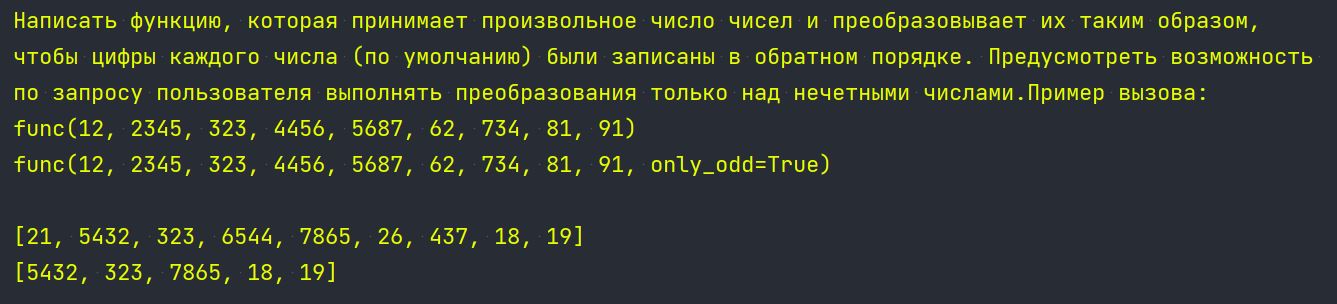 Написать функцию, которая принимает произвольное число чисел и преобразовывает их таким образом,
чтобы цифры каждого числа (по умолчанию) были записаны в обратном порядке. Предусмотреть возможность
по запросу пользователя выполнять преобразования только над нечетными числами.Пример вызова:
func(12, 2345, 323, 4456, 5687, 62, 734, 81, 91)
func(12, 2345, 323, 4456, 5687, 62, 734, 81, 91, only_odd=True)
[21, 5432, 323, 6544, 7865, 26, 437, 18, 19]
[5432, 323, 7865, 18, 19]